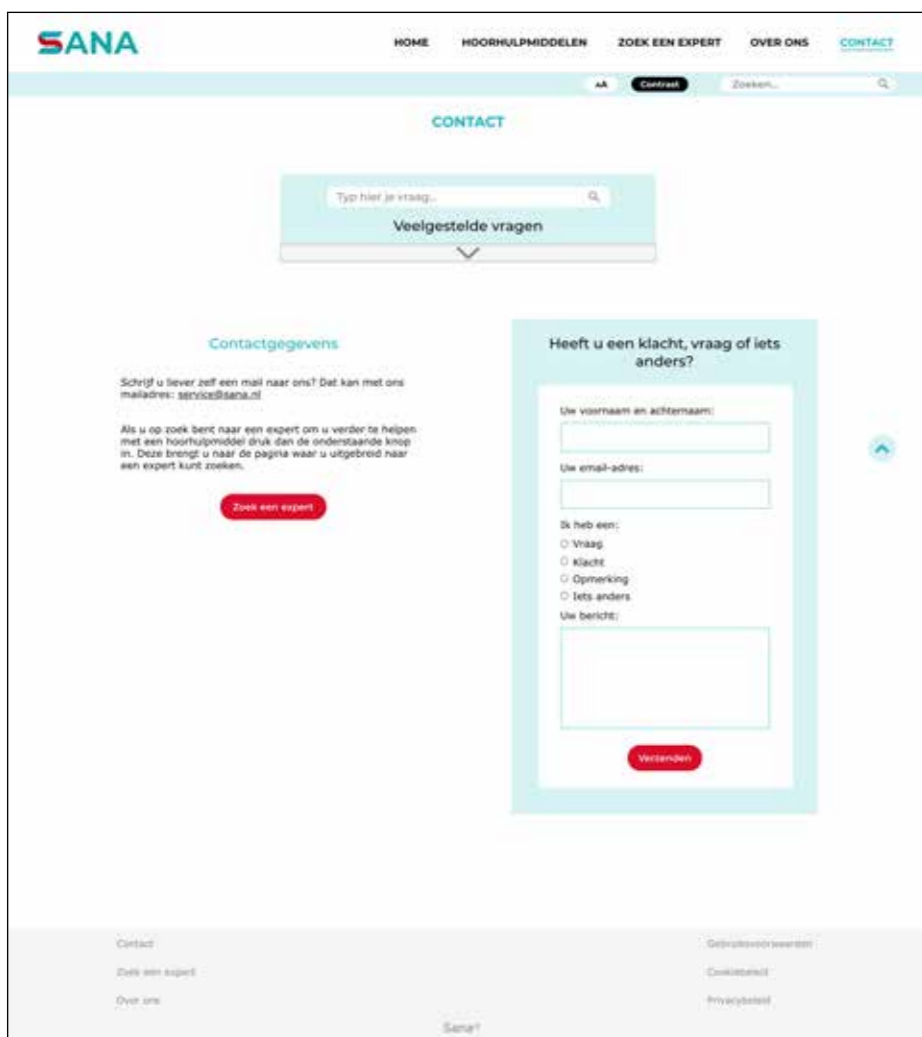 SANA
HOME HOORHULPMIDDELEN ZOEK EEN EXPERT OVER ONS CONTACT
AA Contrast Zoeken...
CONTACT
Typ hier je vraag...
Veelgestelde vragen
Contactgegevens
Schrijf u liever zelf een mail naar ons? Dat kan met ons
mailadres: service@sana.nl
Als u op zoek bent naar een expert om u verder te helpen
met een hoorhulpmiddel druk dan de onderstaande knop
in. Deze brengt u naar de pagina waar u uitgebreid naar
een expert kunt zoeken.
Zoek een expert
Heeft u een klacht, vraag of iets
anders?
Uw voornaam en achternaam:
Uw email-adres:
Ik heb een:
Vraag
Klacht
Opmerking
Iets anders
Uw bericht:
Verzenden
Contact
Zoek een expert
Over ons
Gebruiksvoorwaarden
Cookiebeleid
Privacybeleid